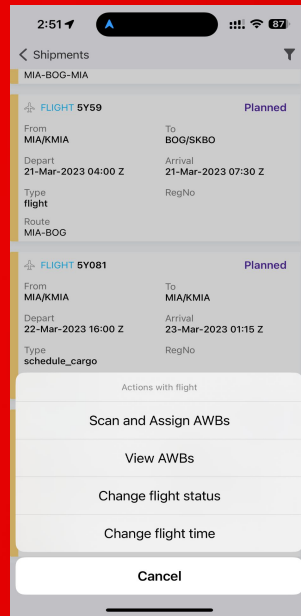 2:51
87
Shipments
MIA-BOG-MIA
FLIGHT 5Y59 Planned
From To
MIA/KMIA BOG/SKBO
Depart Arrival
21-Mar-2023 04:00 Z 21-Mar-2023 07:30 Z
Type RegNo
flight
Route
MIA-BOG
FLIGHT 5Y081 Planned
From To
MIA/KMIA MIA/KMIA
Depart Arrival
22-Mar-2023 16:00 Z 23-Mar-2023 01:15 Z
Type RegNo
schedule_cargo
Actions with flight
Scan and Assign AWBs
View AWBs
Change flight status
Change flight time
Cancel